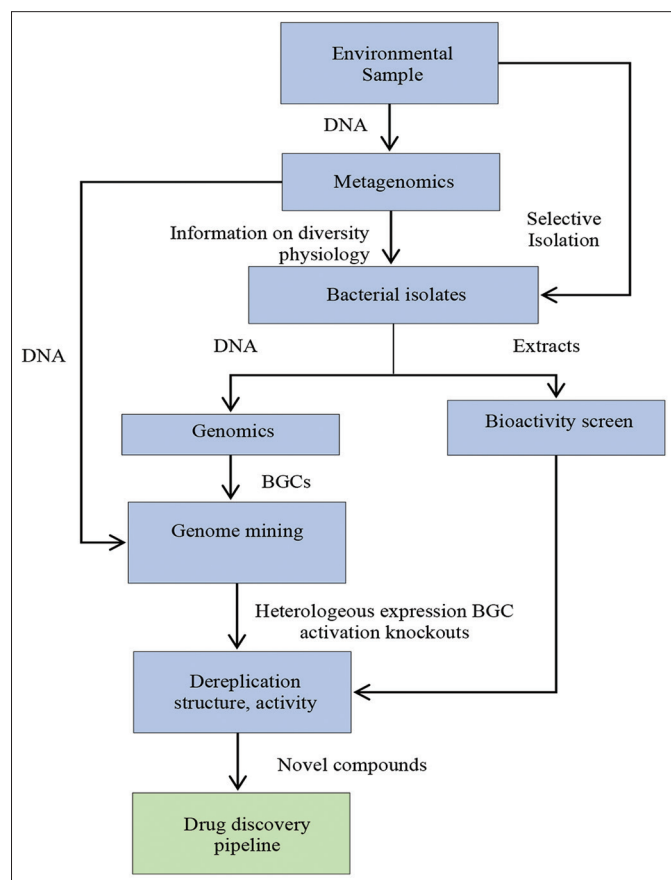 Environmental
Sample
DNA
Metagenomics
Information on diversity
physiology
Selective
Isolation
Bacterial isolates
DNA
DNA
Extracts
Genomics
Bioactivity screen
BGCs
Genome mining
Heterologeous expression BGC
activation knockouts
Dereplication
structure, activity
Novel compounds
Drug discovery
pipeline